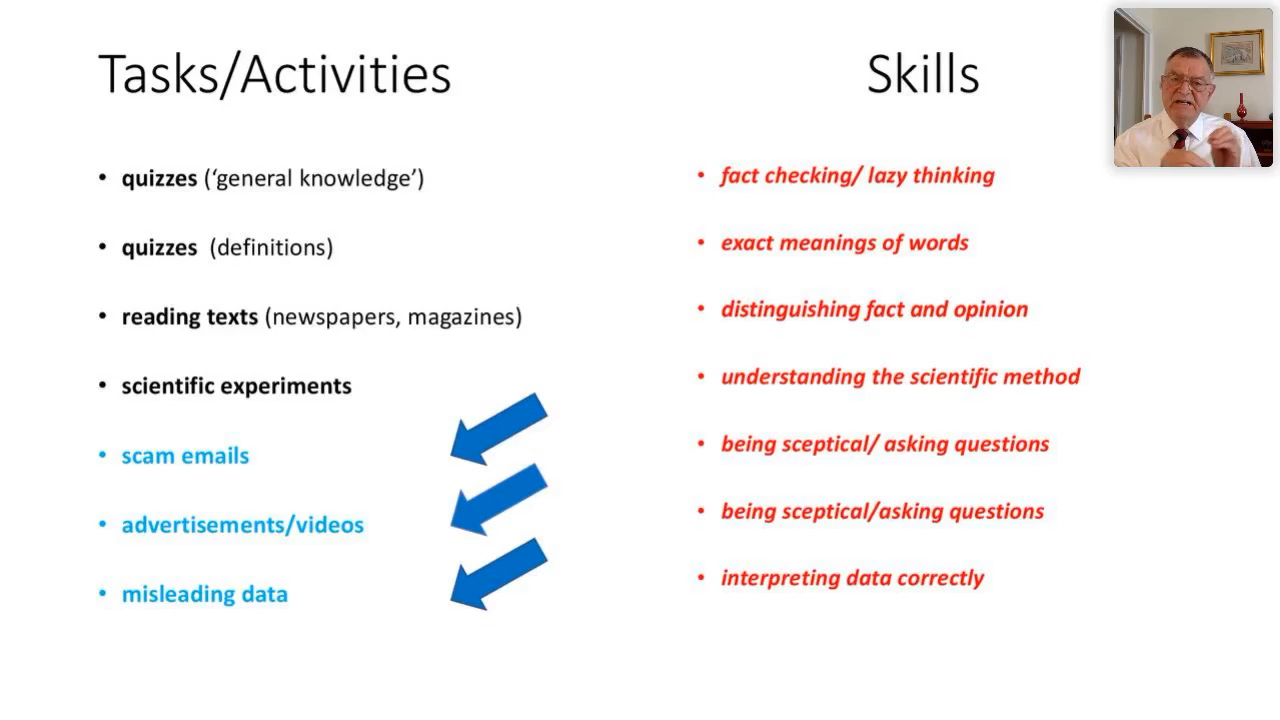 Tasks/Activities
• quizzes (‘general knowledge’)
• quizzes  (definitions)
• reading texts (newspapers, magazines)
• scientific experiments
• scam emails
• advertisements/videos
• misleading data
Skills
• fact checking/ lazy thinking
• exact meanings of words
• distinguishing fact and opinion
• understanding the scientific method
• being sceptical/ asking questions
• being sceptical/asking questions
• interpreting data correctly